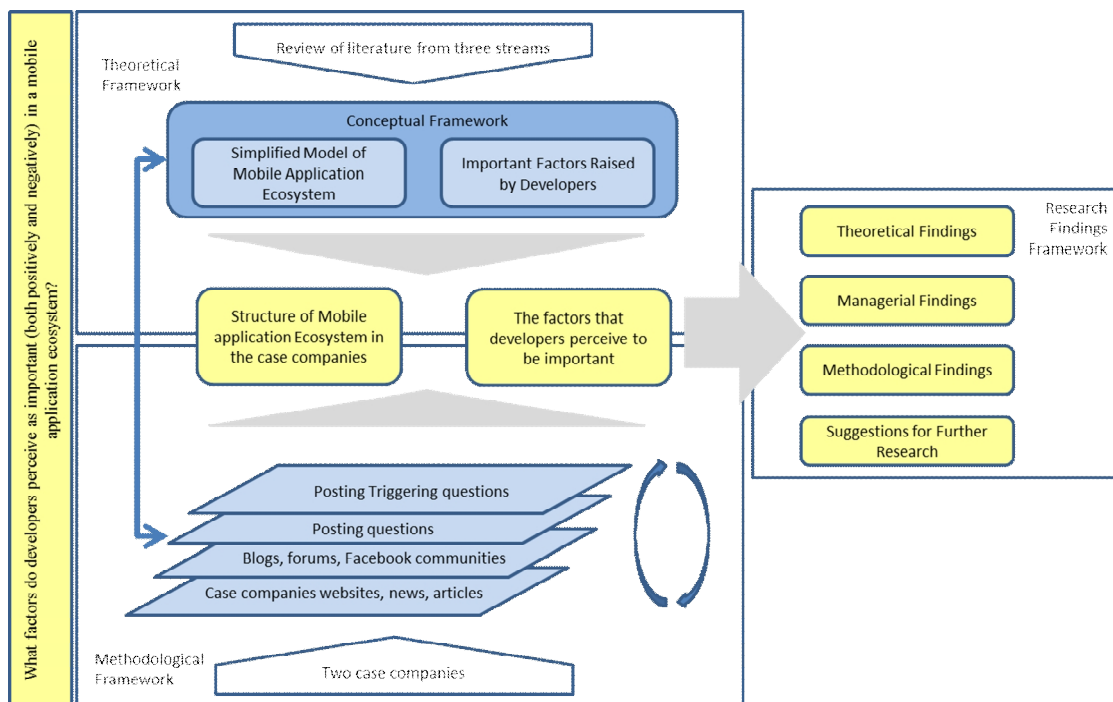 What factors do developers perceive as important (both positively and negatively) in a mobile
application ecosystem?
Theoretical
Framework
Review of literature from three streams
Conceptual Framework
Simplified Model of
Mobile Application
Ecosystem
Important Factors Raised
by Developers
Structure of Mobile
application Ecosystem in
the case companies
The factors that
developers perceive to
be important
Posting Triggering questions
Posting questions
Blogs, forums, Facebook communities
Case companies websites, news, articles
Methodological
Framework
Two case companies
Research
Findings
Framework
Theoretical Findings
Managerial Findings
Methodological Findings
Suggestions for Further
Research